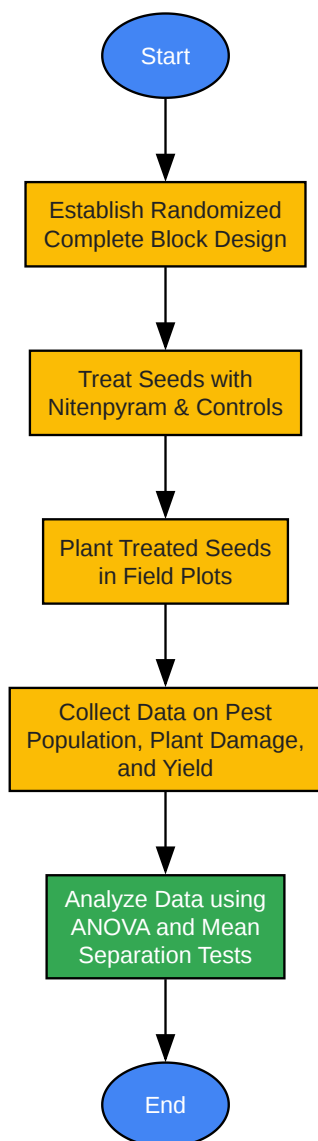 Start
Establish Randomized
Complete Block Design
Treat Seeds with
Nitenpyram & Controls
Plant Treated Seeds
in Field Plots
Collect Data on Pest
Population, Plant Damage,
and Yield
Analyze Data using
ANOVA and Mean
Separation Tests
End